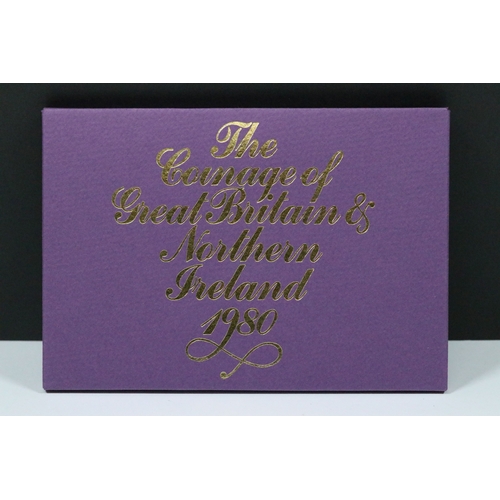 The
Coinage of
Great Britain &
Northern
Ireland
1980